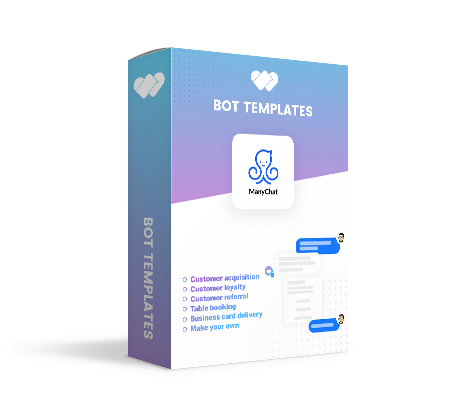 BOT TEMPLATES
ManyChat
Customer acquisition
Customer loyalty
Customer referral
Table booking
Business card delivery
Make your own
BOT TEMPLATES